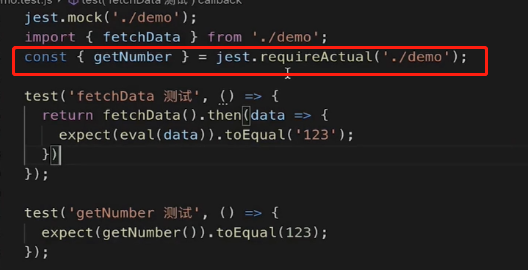 mo.test.js > test('fetchData 测试') callback
jest.mock('./demo');
import { fetchData } from './demo';
const { getNumber } = jest.requireActual('./demo');
test('fetchData 测试', () => {
return fetchData().then(data => {
expect(eval(data)).toEqual('123');
})
});
test('getNumber 测试', () => {
expect(getNumber()).toEqual(123);
});